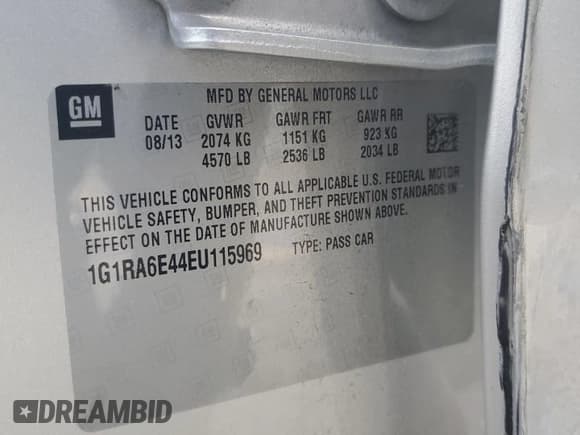 GM
MFD BY GENERAL MOTORS LLC
DATE GVWR GAWR FRT GAWR RR
08/13 2074 KG 1151 KG 923 KG
4570 LB 2536 LB 2034 LB
THIS VEHICLE CONFORMS TO ALL APPLICABLE U.S. FEDERAL MOTOR
VEHICLE SAFETY, BUMPER, AND THEFT PREVENTION STANDARDS IN
EFFECT ON THE DATE OF MANUFACTURE SHOWN ABOVE.
1G1RA6E44EU115969 TYPE: PASS CAR
DREAMBID